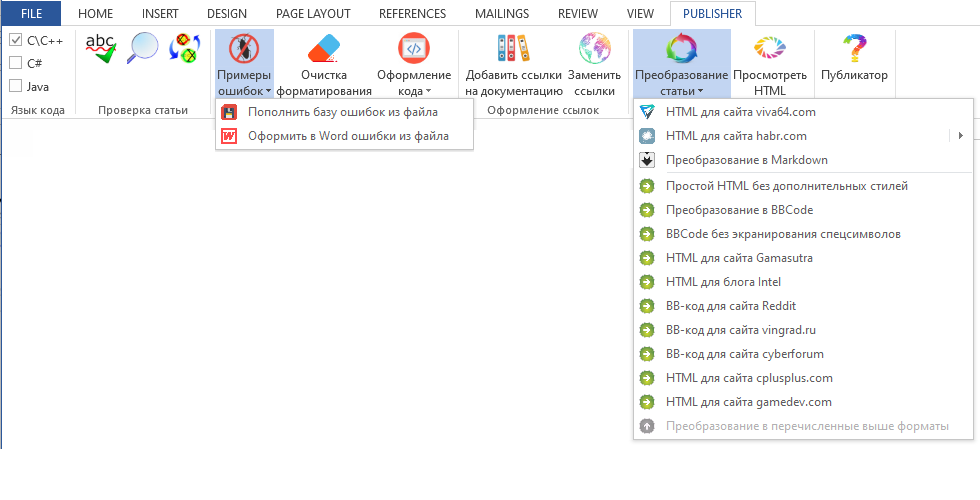 FILE HOME INSERT DESIGN PAGE LAYOUT REFERENCES MAILINGS REVIEW VIEW PUBLISHER
C\C++
C#
Java
Язык кода
abc
Проверка статьи
Примеры
ошибок
Очистка
форматирования
Оформление
кода
Добавить ссылки
на документацию
Заменить
ссылки
Оформление ссылок
Преобразование
статьи
Просмотреть
HTML
Публикатор
Пополнить базу ошибок из файла
Оформить в Word ошибки из файла
HTML для сайта viva64.com
HTML для сайта habr.com
Преобразование в Markdown
Простой HTML без дополнительных стилей
Преобразование в BBCode
BBCode без экранирования спецсимволов
HTML для сайта Gamasutra
HTML для блога Intel
BB-код для сайта Reddit
BB-код для сайта vingrad.ru
BB-код для сайта cyberforum
HTML для сайта cplusplus.com
HTML для сайта gamedev.com
Преобразование в перечисленные выше форматы